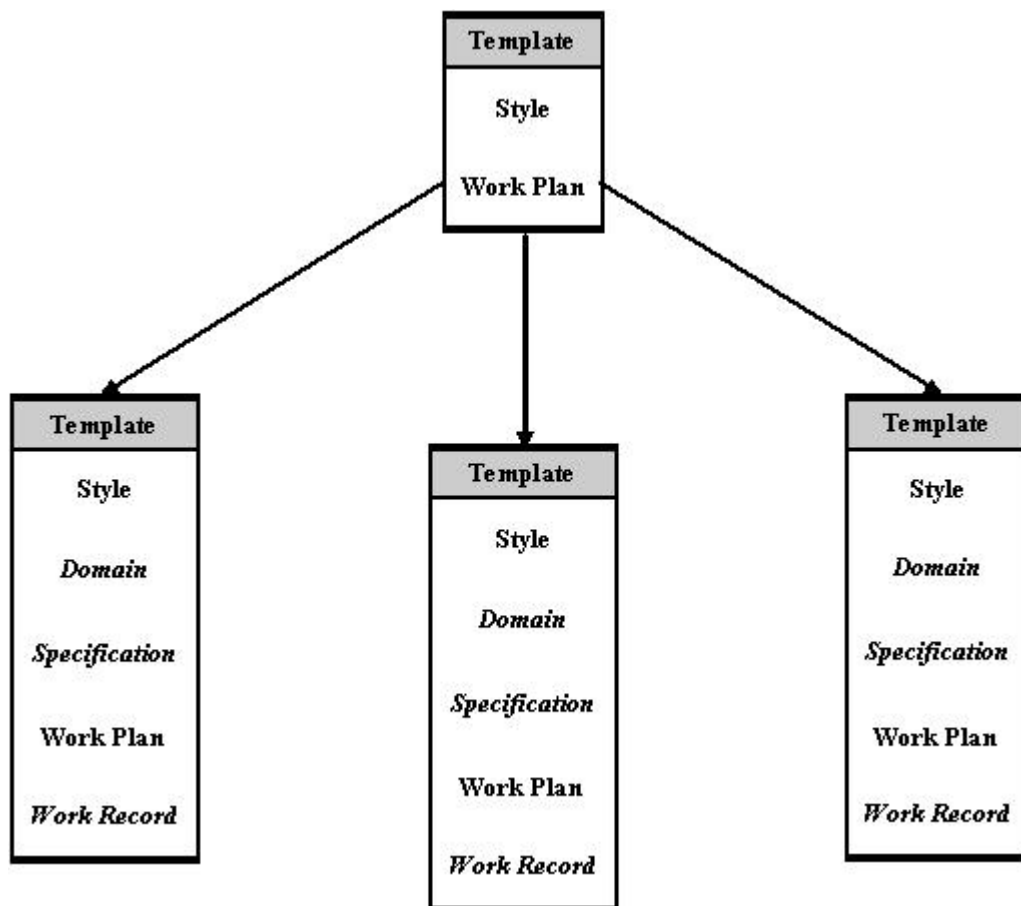 Template
Style
Work Plan
Template
Style
Domain
Specification
Work Plan
Work Record
Template
Style
Domain
Specification
Work Plan
Work Record
Template
Style
Domain
Specification
Work Plan
Work Record